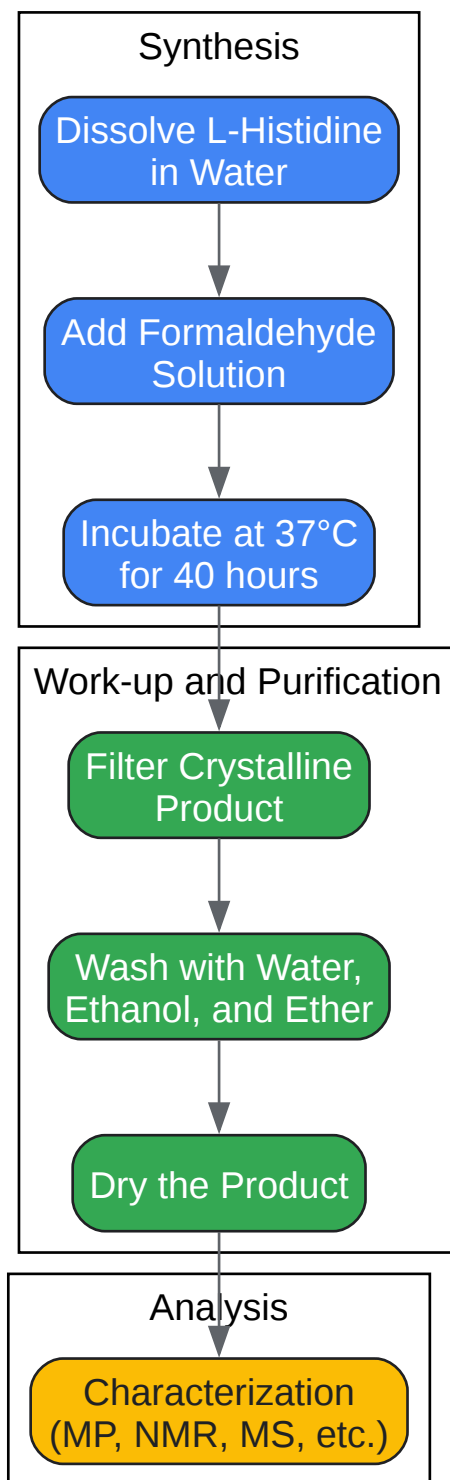 Synthesis
Dissolve L-Histidine
in Water
Add Formaldehyde
Solution
Incubate at 37°C
for 40 hours
Work-up and Purification
Filter Crystalline
Product
Wash with Water,
Ethanol, and Ether
Dry the Product
Analysis
Characterization
(MP, NMR, MS, etc.)